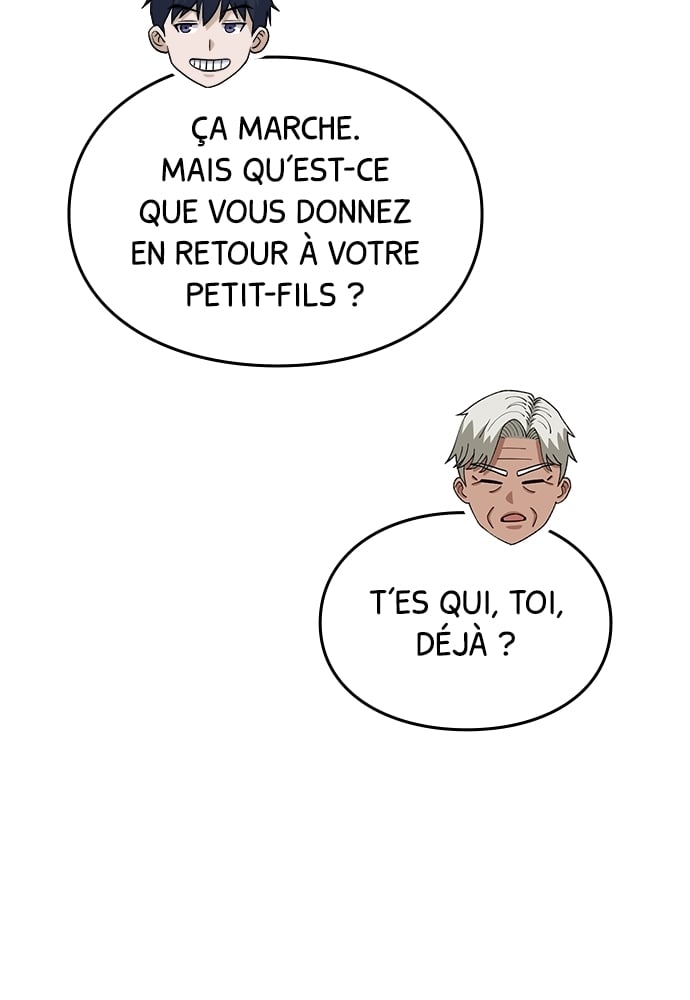 ÇA MARCHE.
MAIS QU'EST-CE
QUE VOUS DONNEZ
EN RETOUR À VOTRE
PETIT-FILS ?
T'ES QUI, TOI,
DÉJÀ ?